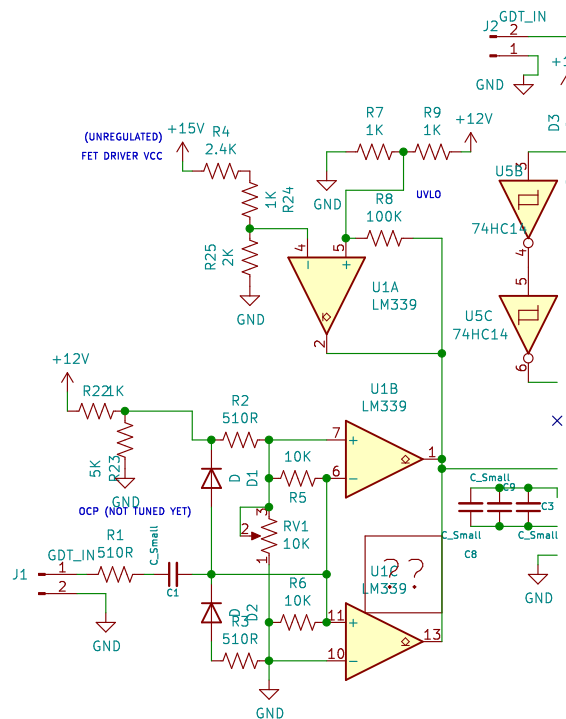 GDT_IN
J2
2
1
GND
+1
D3
+15V
(UNREGULATED)
FET DRIVER VCC
R4
2.4K
1K
R24
R25
2K
GND
R7
1K
R9
1K
+12V
GND
UVLO
R8
100K
4
5
-
+
U1A
LM339
2
3
U5B
74HC14
4
5
U5C
74HC14
6
+12V
R22
1K
5K
R23
GND
R2
510R
D
D1
10K
R5
U1B
LM339
7
+
6
-
1
OCP (NOT TUNED YET)
3
2
RV1
10K
1
J1
GDT_IN
1
2
R1
510R
C_Small
C1
GND
D
D2
R3
510R
R6
10K
??
U1C
LM339
11
+
10
-
13
GND
C_Small
C9
C3
C_Small
C_Small
C8
GND